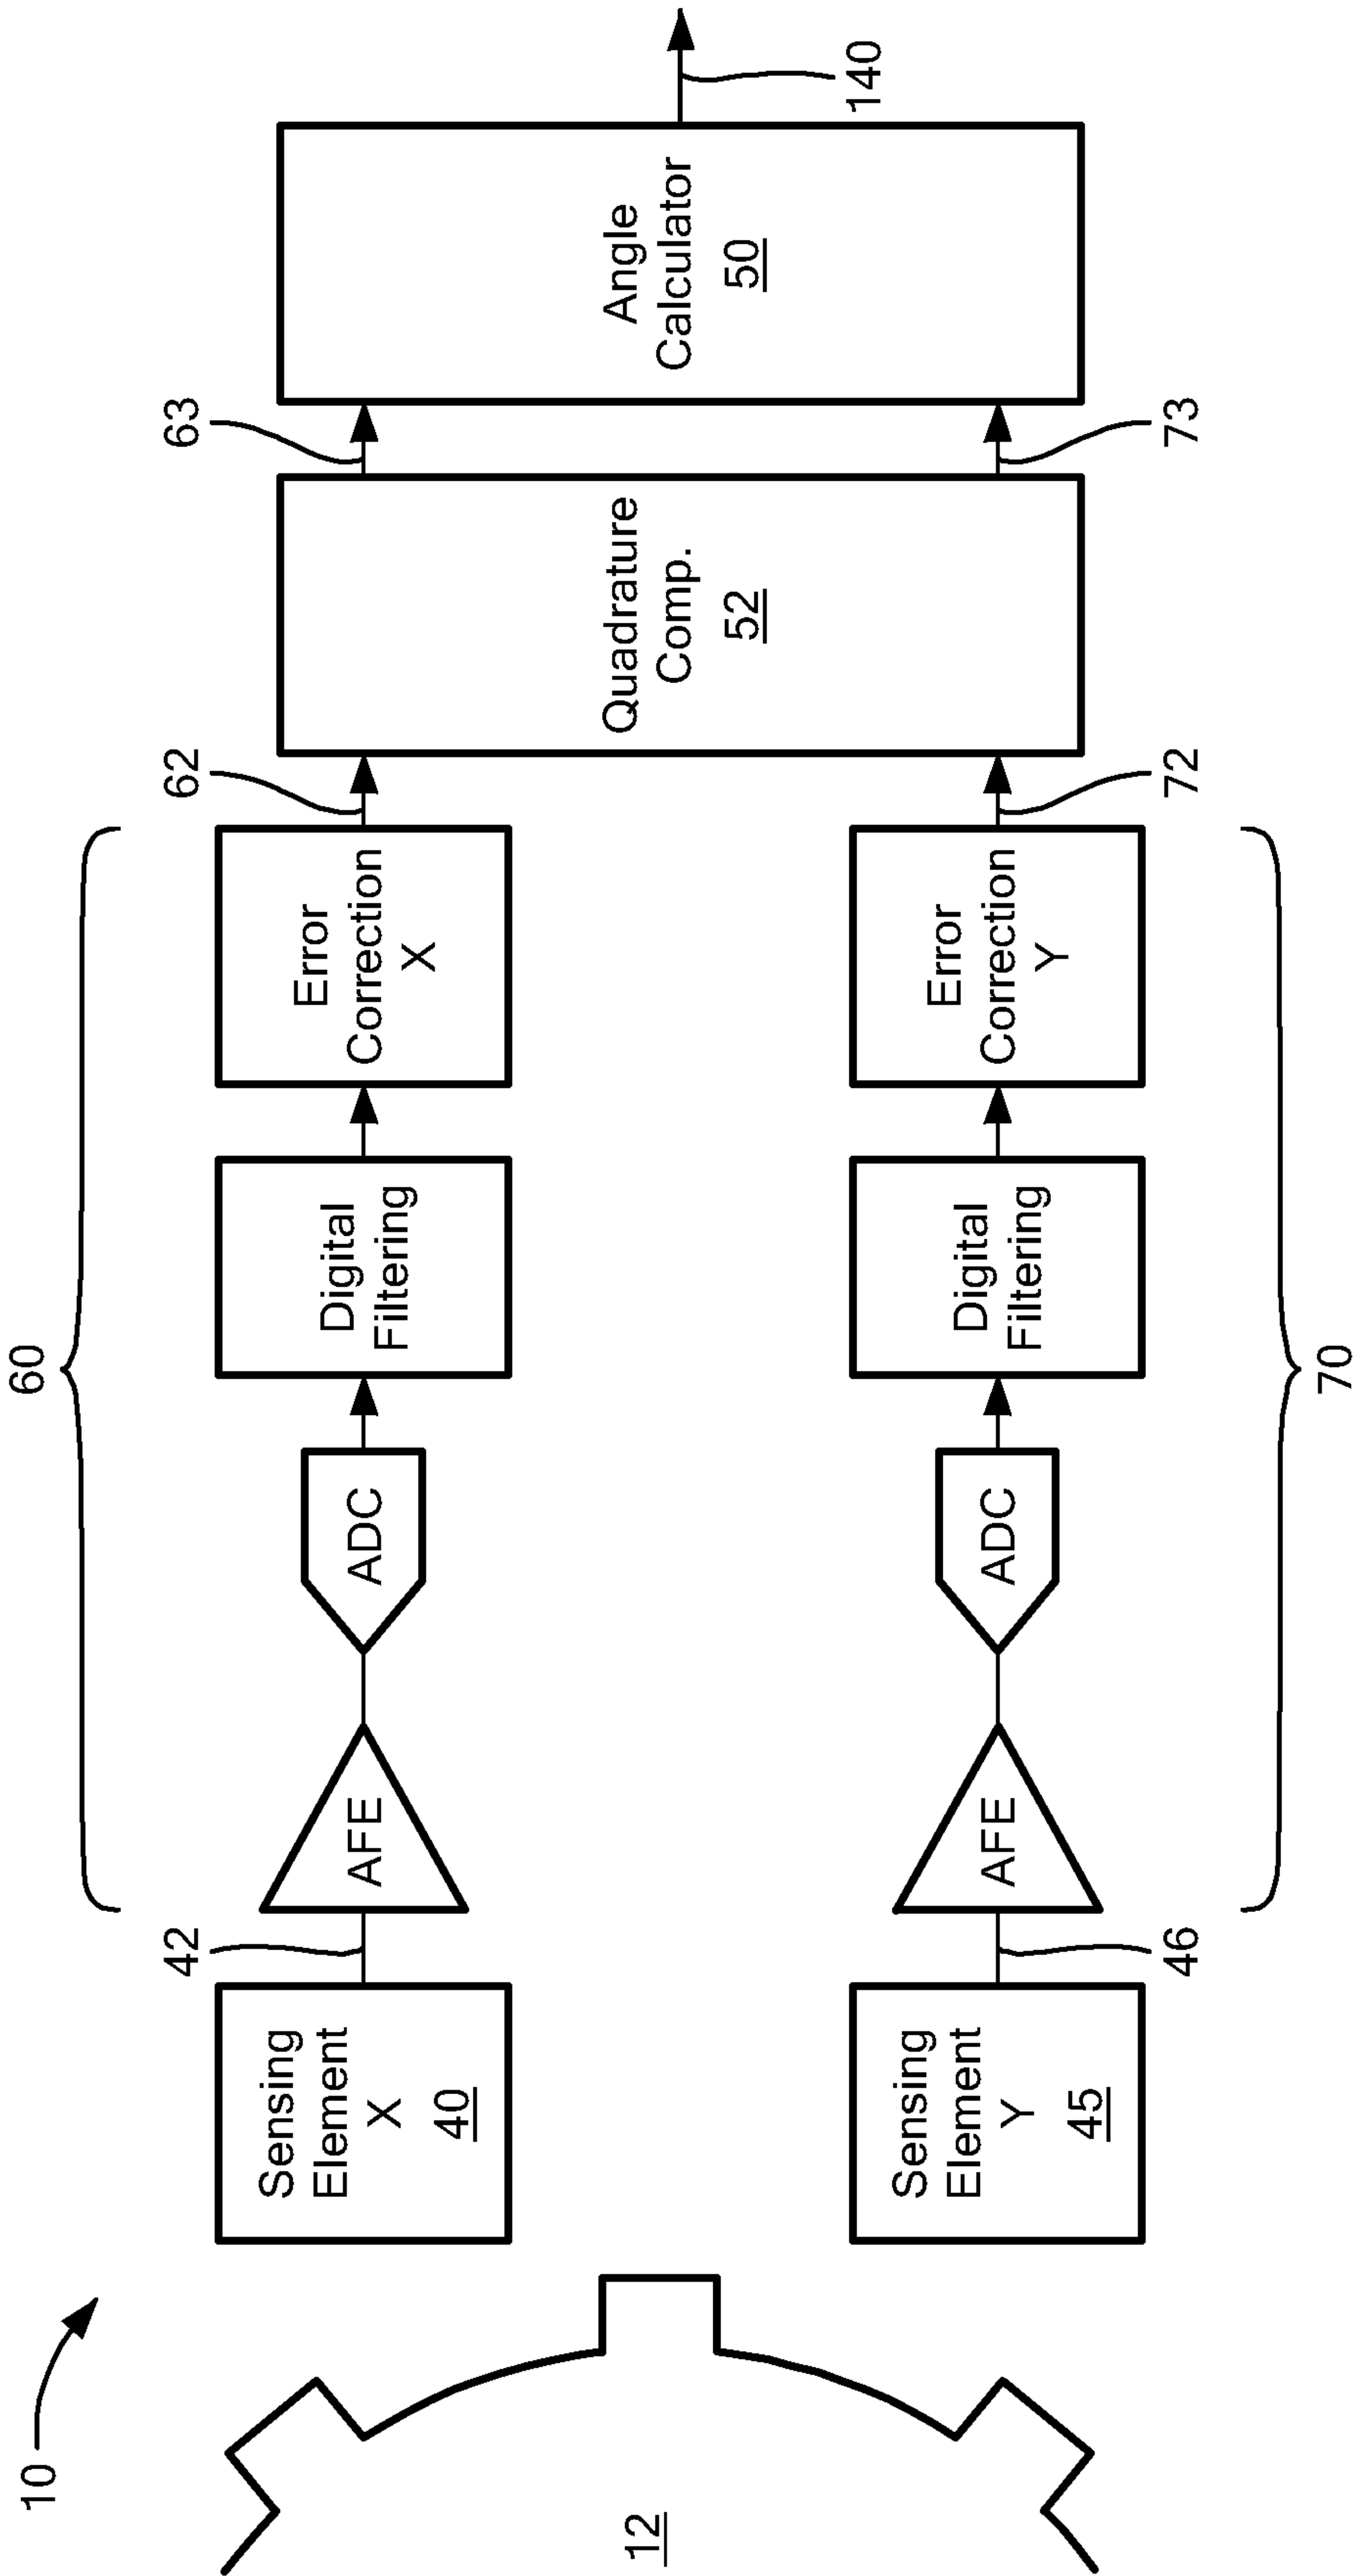 10
12
Sensing
Element
X
40
42
60
AFE
ADC
Digital
Filtering
Error
Correction
X
62
Sensing
Element
Y
45
46
70
AFE
ADC
Digital
Filtering
Error
Correction
Y
72
Quadrature
Comp.
52
63
73
Angle
Calculator
50
140